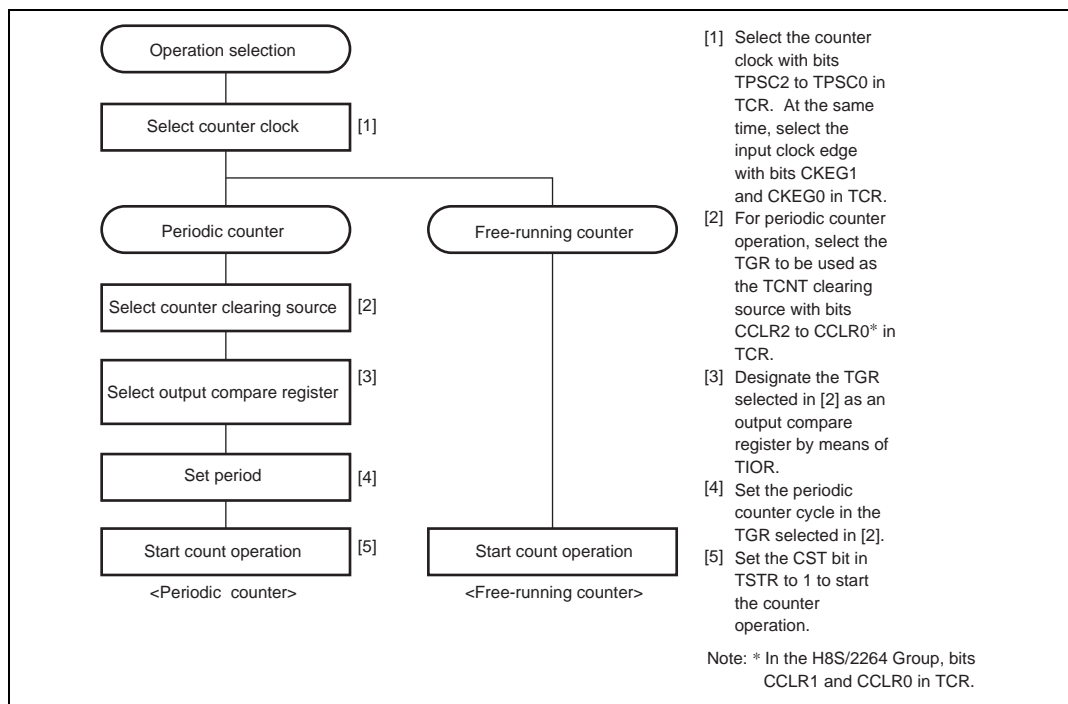 Operation selection
Select counter clock [1]
Periodic counter
Free-running counter
Select counter clearing source [2]
Select output compare register [3]
Set period [4]
Start count operation [5]
Start count operation
<Periodic counter>
<Free-running counter>
[1] Select the counter
clock with bits
TPSC2 to TPSC0 in
TCR. At the same
time, select the
input clock edge
with bits CKEG1
and CKEG0 in TCR.
[2] For periodic counter
operation, select the
TGR to be used as
the TCNT clearing
source with bits
CCLR2 to CCLR0* in
TCR.
[3] Designate the TGR
selected in [2] as an
output compare
register by means of
TIOR.
[4] Set the periodic
counter cycle in the
TGR selected in [2].
[5] Set the CST bit in
TSTR to 1 to start
the counter
operation.
Note: * In the H8S/2264 Group, bits
CCLR1 and CCLR0 in TCR.